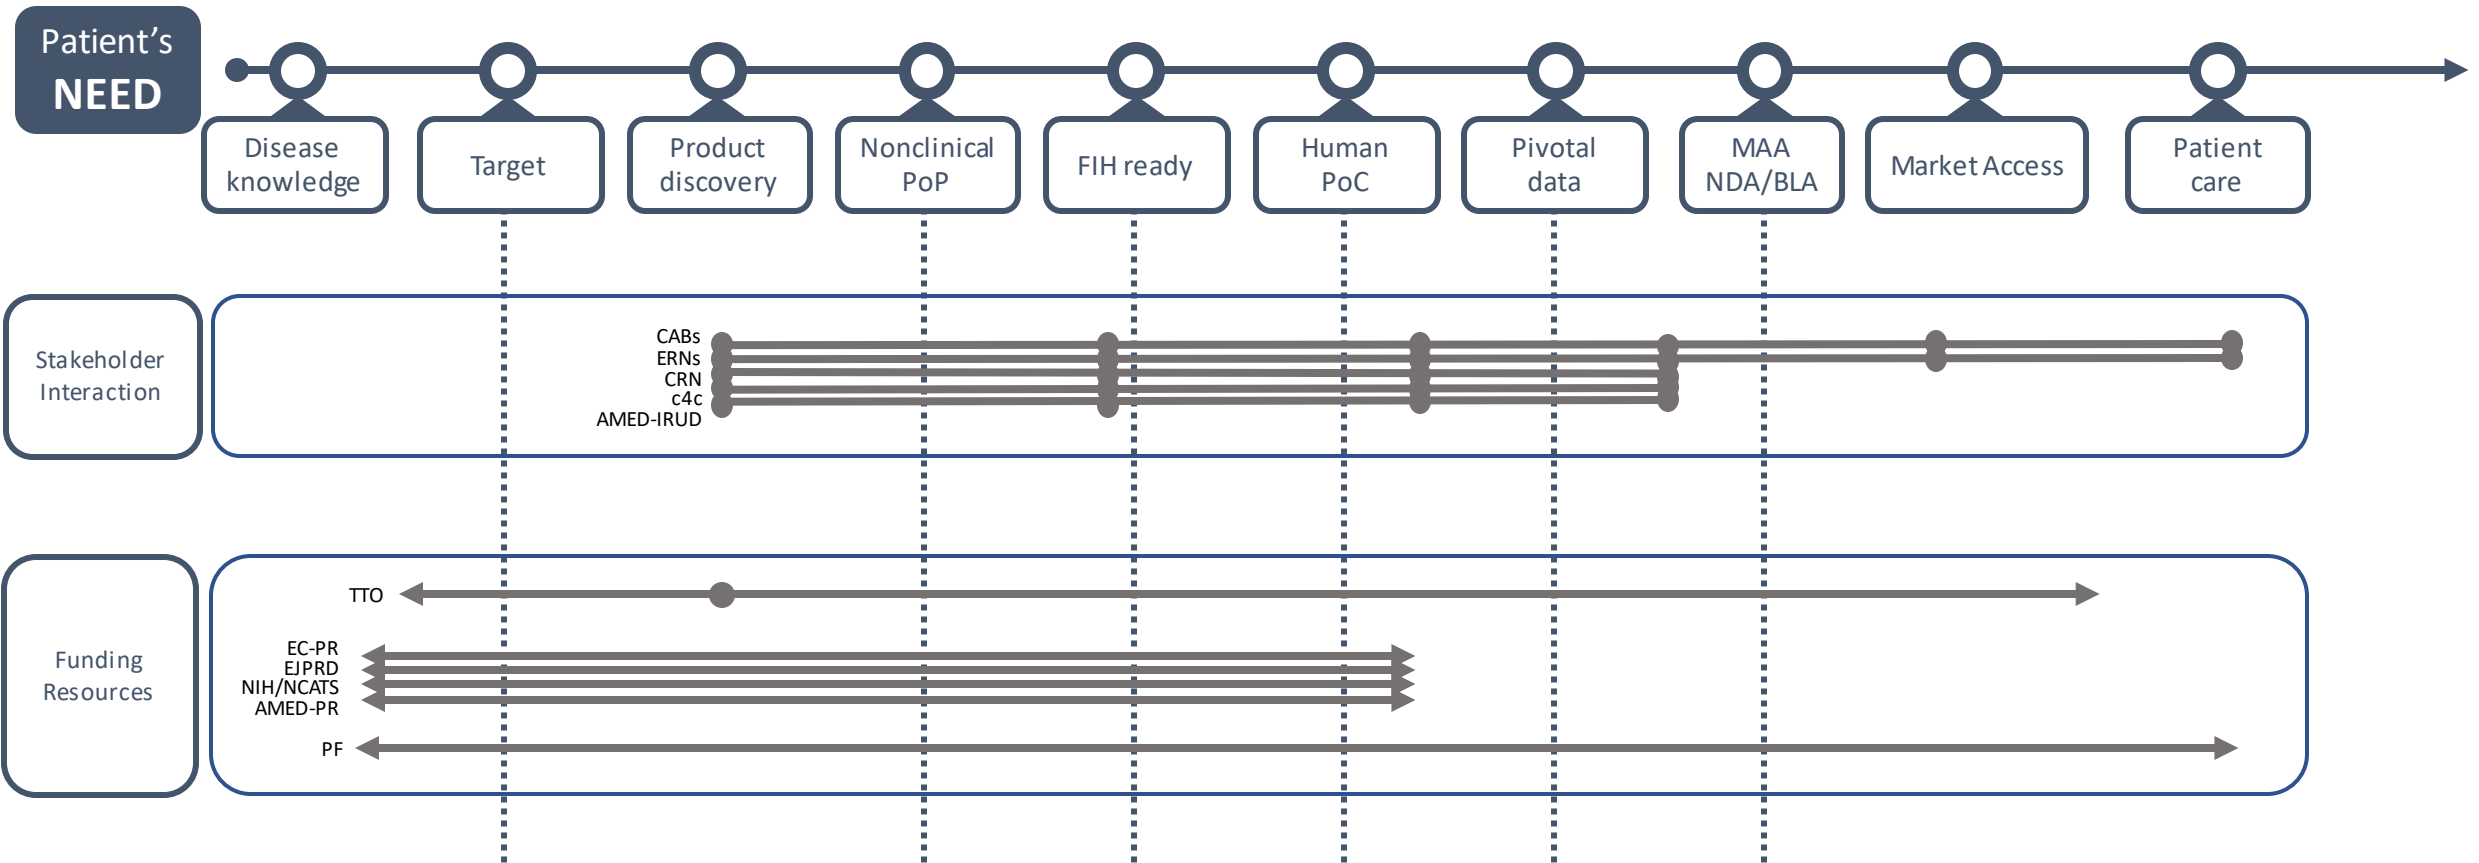 Patient's
NEED
Disease
knowledge
Target
Product
discovery
Nonclinical
PoP
FIH ready
Human
PoC
Pivotal
data
MAA
NDA/BLA
Market Access
Patient
care
Stakeholder
Interaction
CABs
ERNs
CRN
c4c
AMED-IRUD
Funding
Resources
TTO
EC-PR
EJPRD
NIH/NCATS
AMED-PR
PF